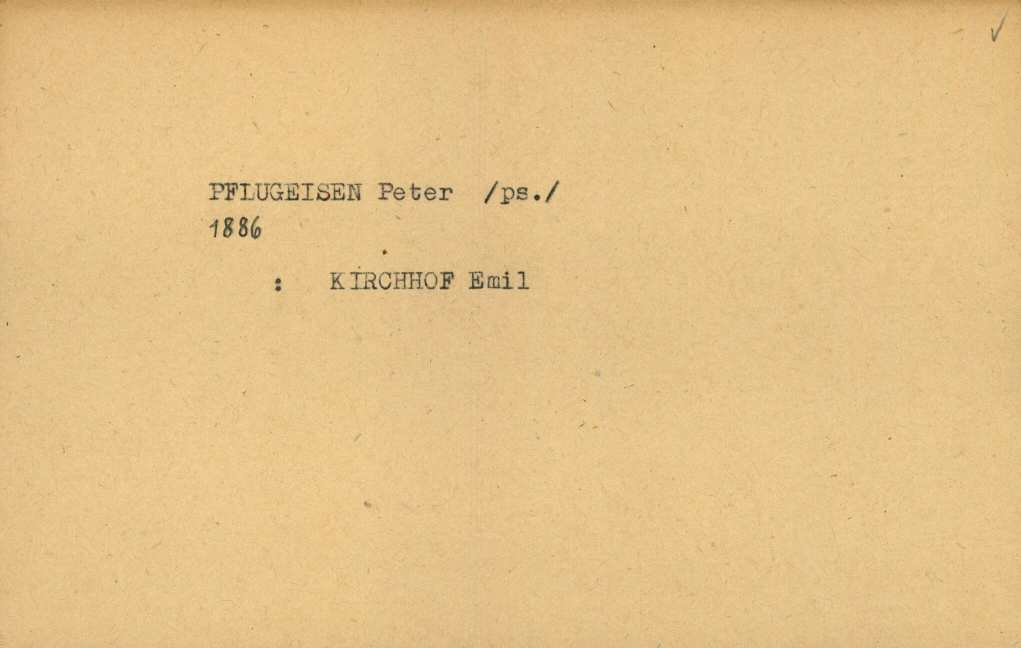 PFLUGEISEN Peter /ps./
1886
: KIRCHHOF Emil